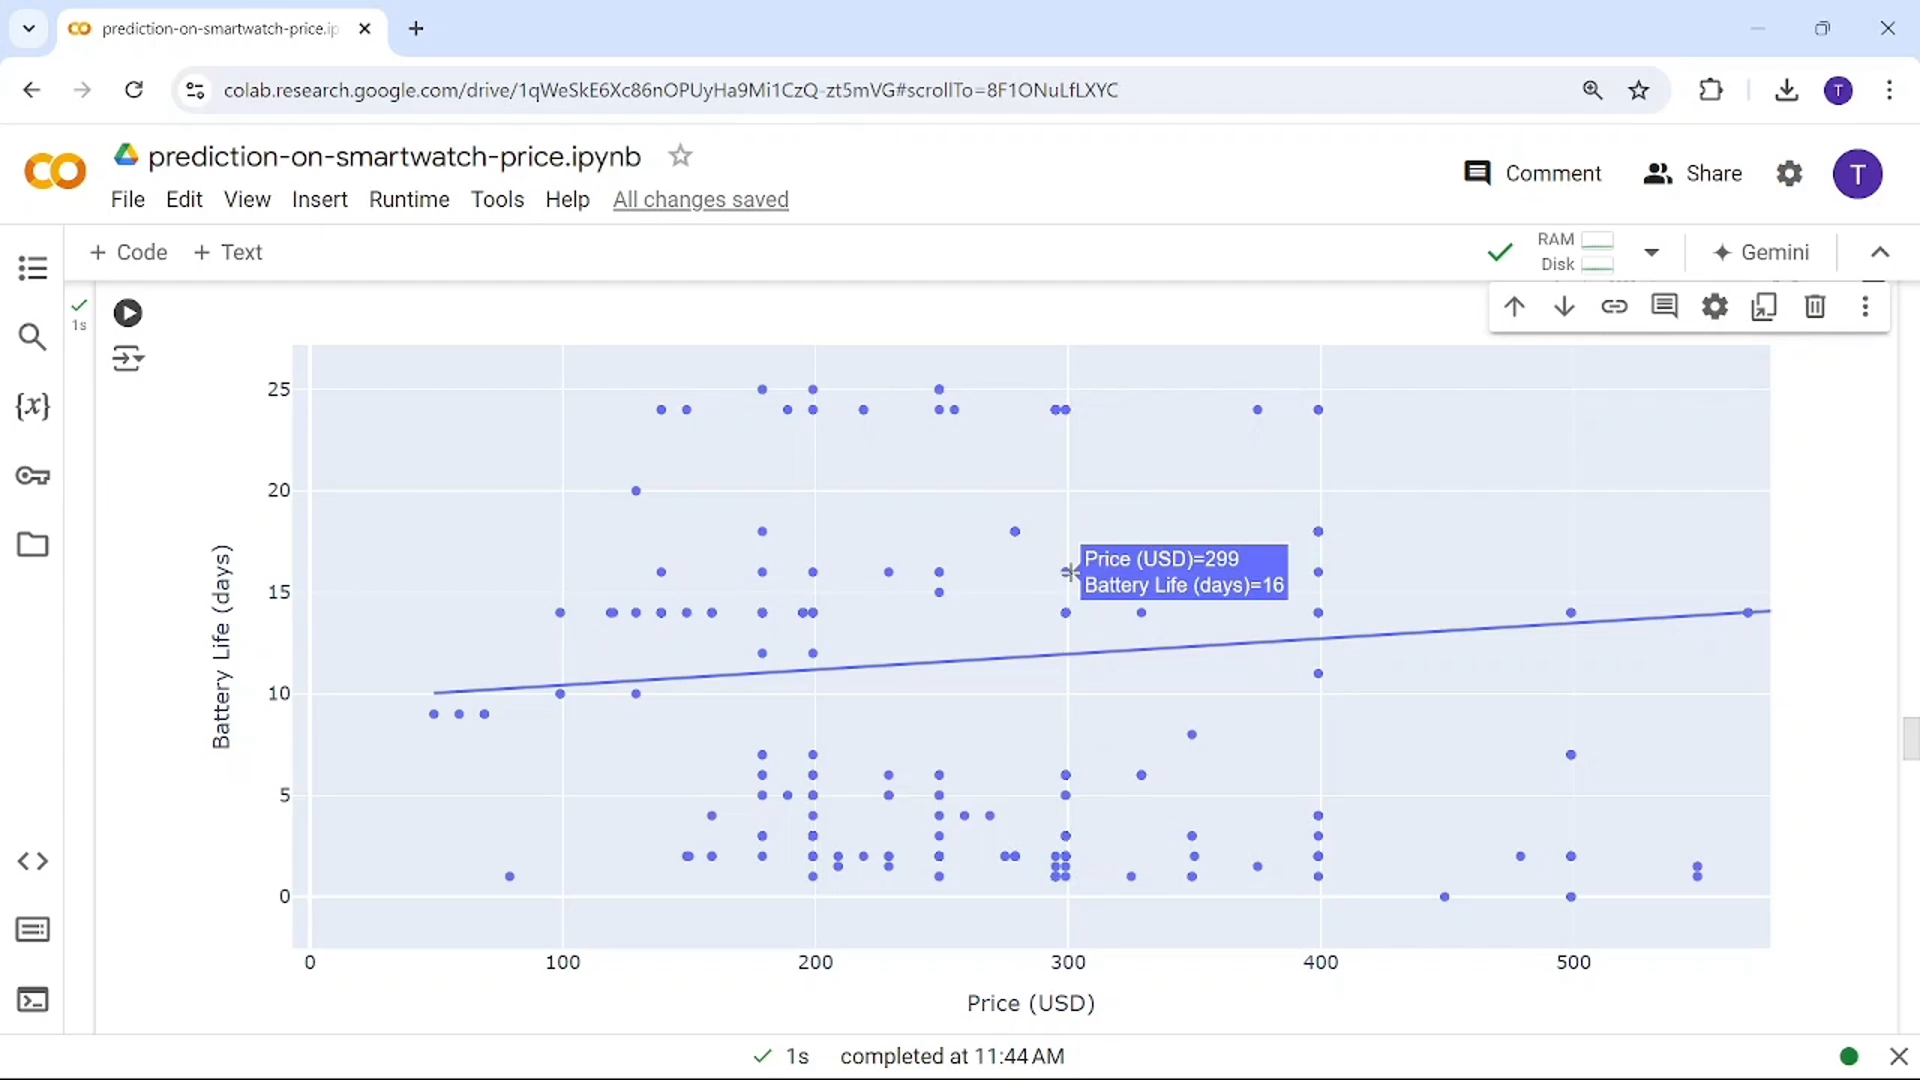 prediction-on-smartwatch-price.ip
colab.research.google.com/drive/1qWeSkE6Xc86nOPUyHa9Mi1CzQ-zt5mVG#scrollTo=8F1ONuLfLXYC
T
prediction-on-smartwatch-price.ipynb
Comment
Share
T
File Edit View Insert Runtime Tools Help All changes saved
+ Code + Text
RAM
Disk
Gemini
{x}
1s
25
20
15
10
5
0
Battery Life (days)
Price (USD)=299
Battery Life (days)=16
0 100 200 300 400 500
Price (USD)
1s completed at 11:44 AM